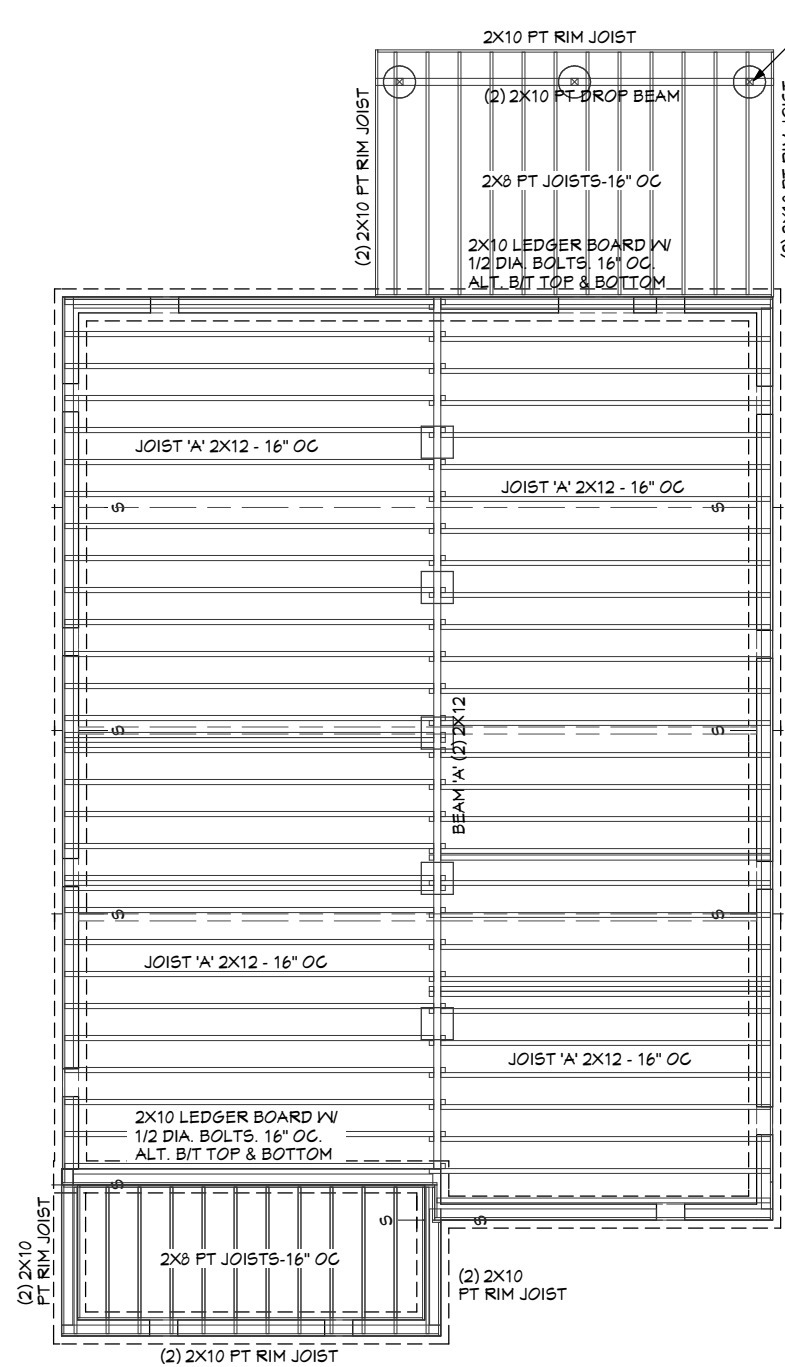 2X10 PT RIM JOIST
(2) 2X10 PT RIM JOIST
(2) 2X10 PT DROP BEAM
2X8 PT JOISTS-16" OC
2X10 LEDGER BOARD W/
1/2 DIA. BOLTS. 16" OC.
ALT. B/T TOP & BOTTOM
JOIST 'A' 2X12 - 16" OC
JOIST 'A' 2X12 - 16" OC
S
S
S
S
BEAM 'A' (2) 2X12
S
S
JOIST 'A' 2X12 - 16" OC
JOIST 'A' 2X12 - 16" OC
2X10 LEDGER BOARD W/
1/2 DIA. BOLTS. 16" OC.
ALT. B/T TOP & BOTTOM
S
S
S
(2) 2X10
PT RIM JOIST
2X8 PT JOISTS-16" OC
(2) 2X10
PT RIM JOIST
(2) 2X10 PT RIM JOIST